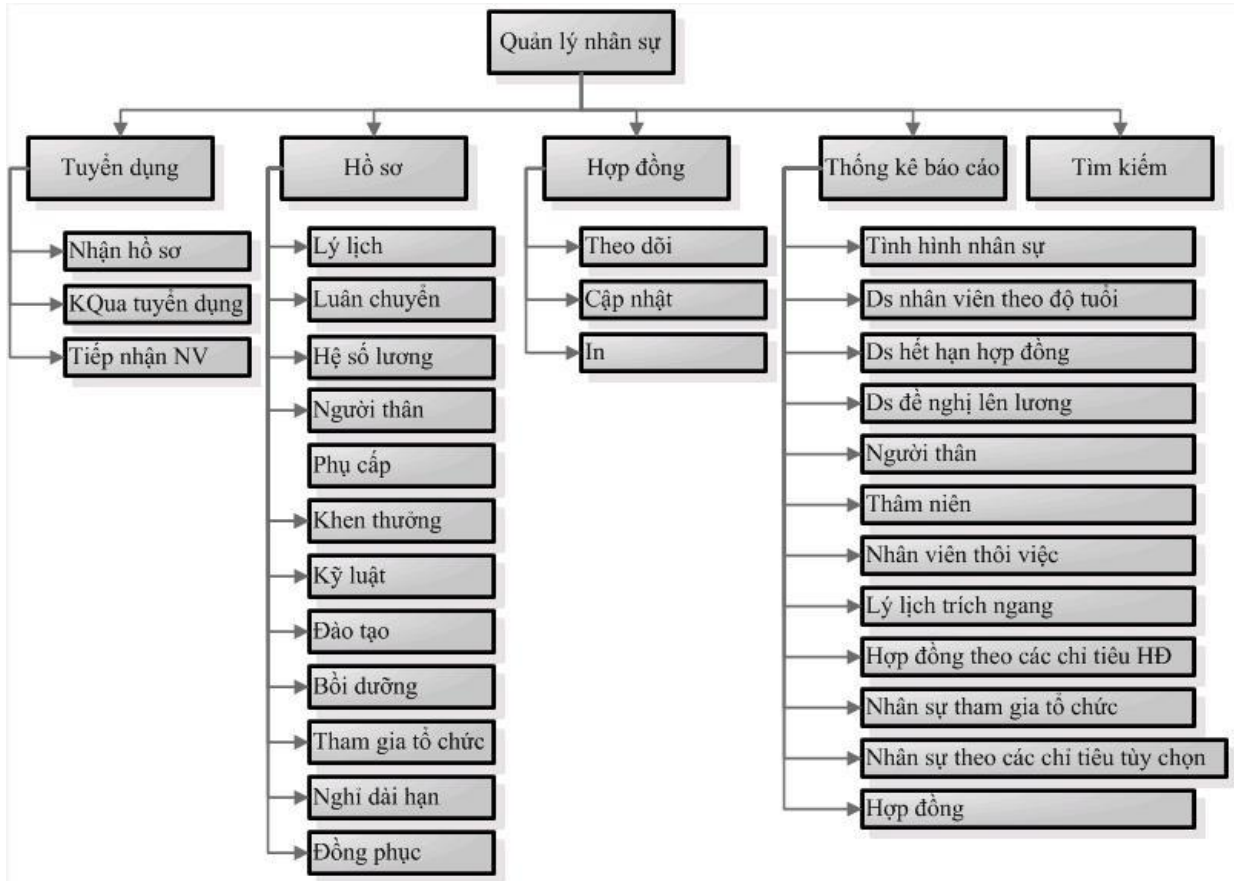 Quản lý nhân sự
Tuyển dụng
Hồ sơ
Hợp đồng
Thống kê báo cáo
Tìm kiếm
Nhận hồ sơ
KQua tuyển dụng
Tiếp nhận NV
Lý lịch
Luân chuyển
Hệ số lương
Người thân
Phụ cấp
Khen thưởng
Kỹ luật
Đào tạo
Bồi dưỡng
Tham gia tổ chức
Nghỉ dài hạn
Đồng phục
Theo dõi
Cập nhật
In
Tình hình nhân sự
Ds nhân viên theo độ tuổi
Ds hết hạn hợp đồng
Ds đề nghị lên lương
Người thân
Thâm niên
Nhân viên thôi việc
Lý lịch trích ngang
Hợp đồng theo các chỉ tiêu HĐ
Nhân sự tham gia tổ chức
Nhân sự theo các chỉ tiêu tùy chọn
Hợp đồng